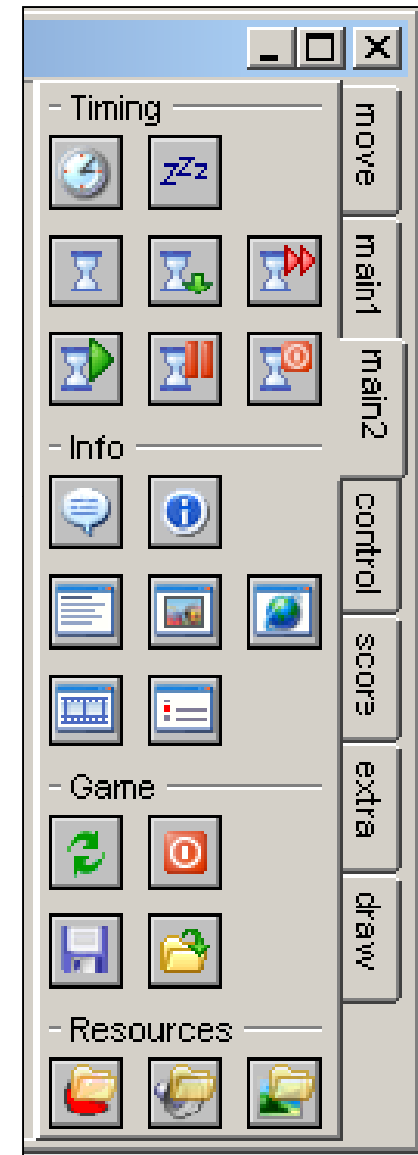 Timing
zzz
Info
Game
Resources
move
main1
main2
control
score
extra
draw